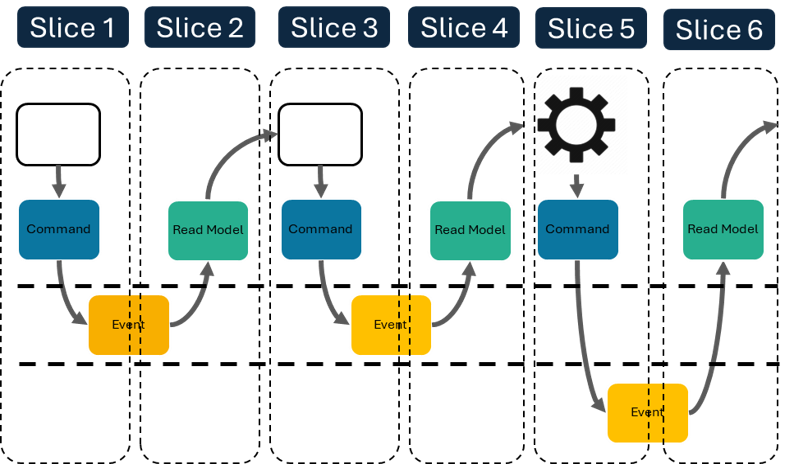 Slice 1
Slice 2
Slice 3
Slice 4
Slice 5
Slice 6
Command
Read Model
Command
Read Model
Command
Read Model
Event
Event
Event